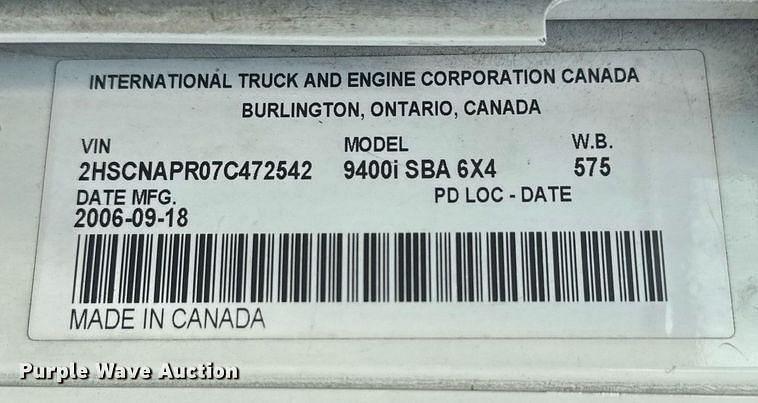 INTERNATIONAL TRUCK AND ENGINE CORPORATION CANADA
BURLINGTON, ONTARIO, CANADA
VIN MODEL W.B.
2HSCNAPR07C472542 9400i SBA 6X4 575
DATE MFG. PD LOC - DATE
2006-09-18
MADE IN CANADA
Purple Wave Auction